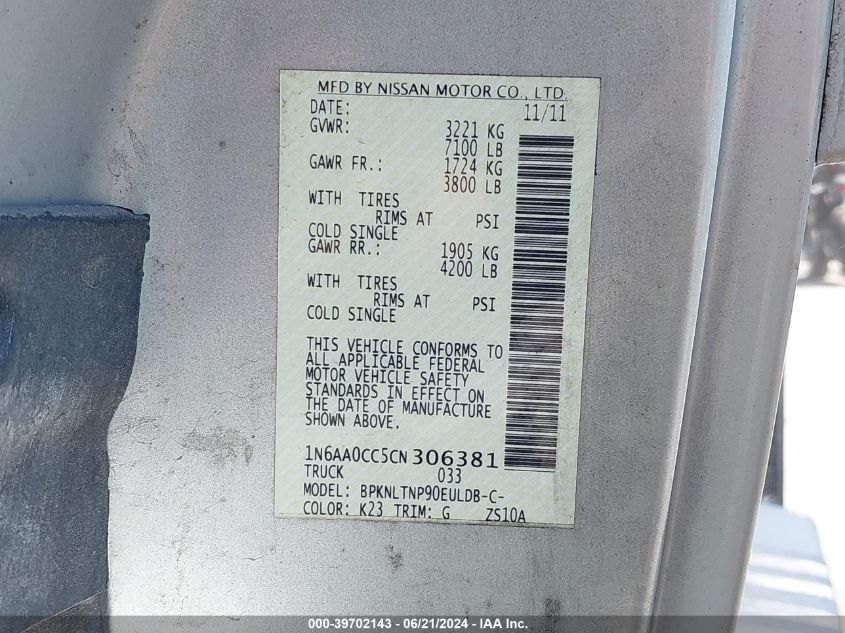 MFD BY NISSAN MOTOR CO., LTD.
DATE: 11/11
GVWR: 3221 KG
7100 LB
GAWR FR.: 1724 KG
3800 LB
WITH TIRES
RIMS AT PSI
COLD SINGLE
GAWR RR.: 1905 KG
4200 LB
WITH TIRES
RIMS AT PSI
COLD SINGLE
THIS VEHICLE CONFORMS TO
ALL APPLICABLE FEDERAL
MOTOR VEHICLE SAFETY
STANDARDS IN EFFECT ON
THE DATE OF MANUFACTURE
SHOWN ABOVE.
1N6AA0CC5CN306381
TRUCK 033
MODEL: BPKNLTNP90EULDB-C-
COLOR: K23 TRIM: G ZS10A
000-39702143 - 06/21/2024 - IAA Inc.